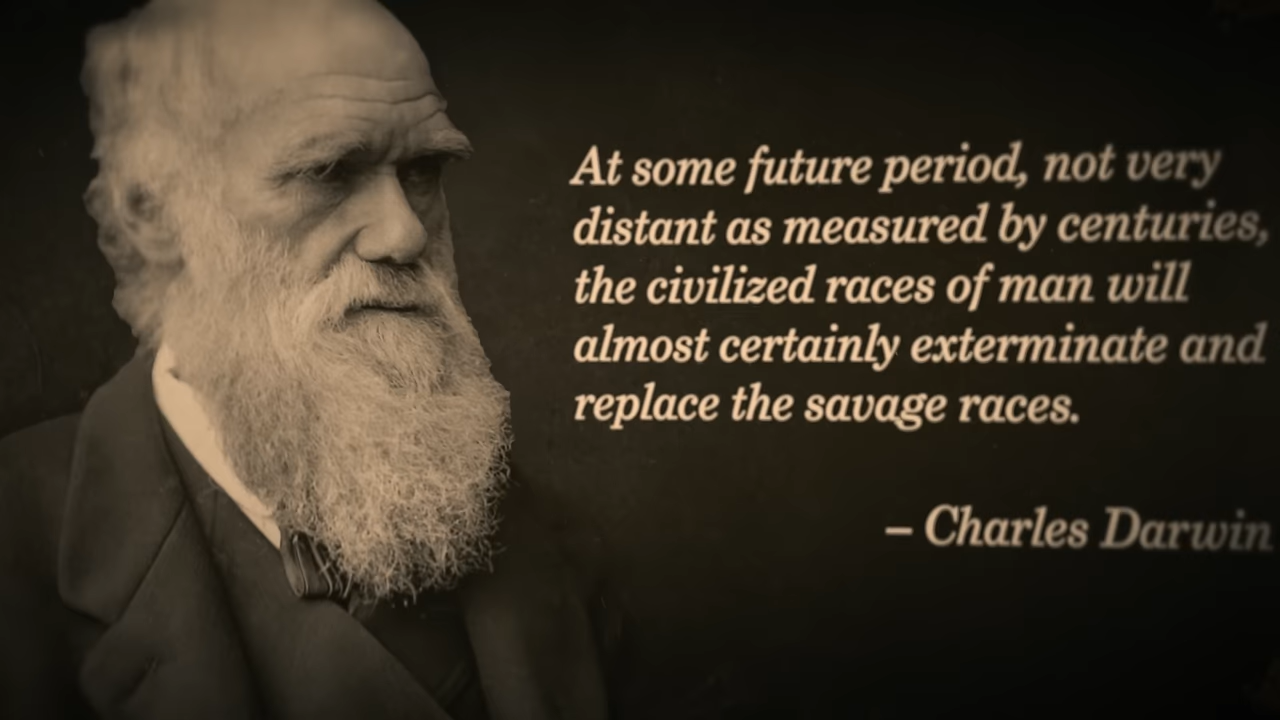 At some future period, not very
distant as measured by centuries,
the civilized races of man will
almost certainly exterminate and
replace the savage races.
– Charles Darwin